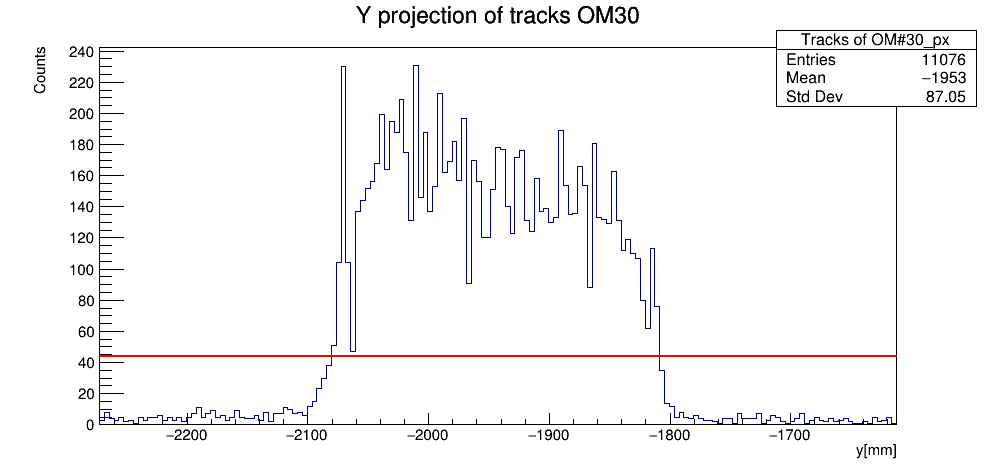 Y projection of tracks OM30
Tracks of OM#30_px
Entries 11076
Mean −1953
Std Dev 87.05
Counts
240
220
200
180
160
140
120
100
80
60
40
20
0
−2200 −2100 −2000 −1900 −1800 −1700
y[mm]